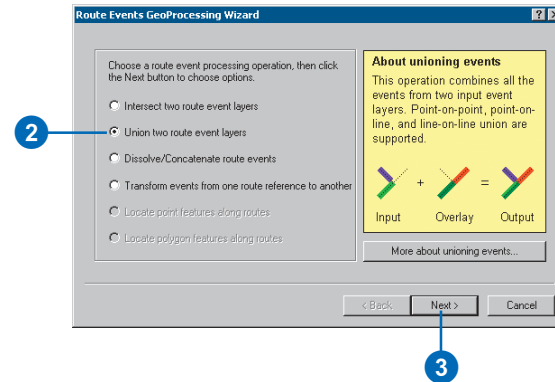 Route Events GeoProcessing Wizard
Choose a route event processing operation, then click
the Next button to choose options.
Intersect two route event layers
2
Union two route event layers
Dissolve/Concatenate route events
Transform events from one route reference to another
Locate point features along routes
Locate polygon features along routes
About unioning events
This operation combines all the
events from two input event
layers. Point-on-point, point-on-
line, and line-on-line union are
supported.
+ =
Input Overlay Output
More about unioning events...
< Back Next > Cancel
3